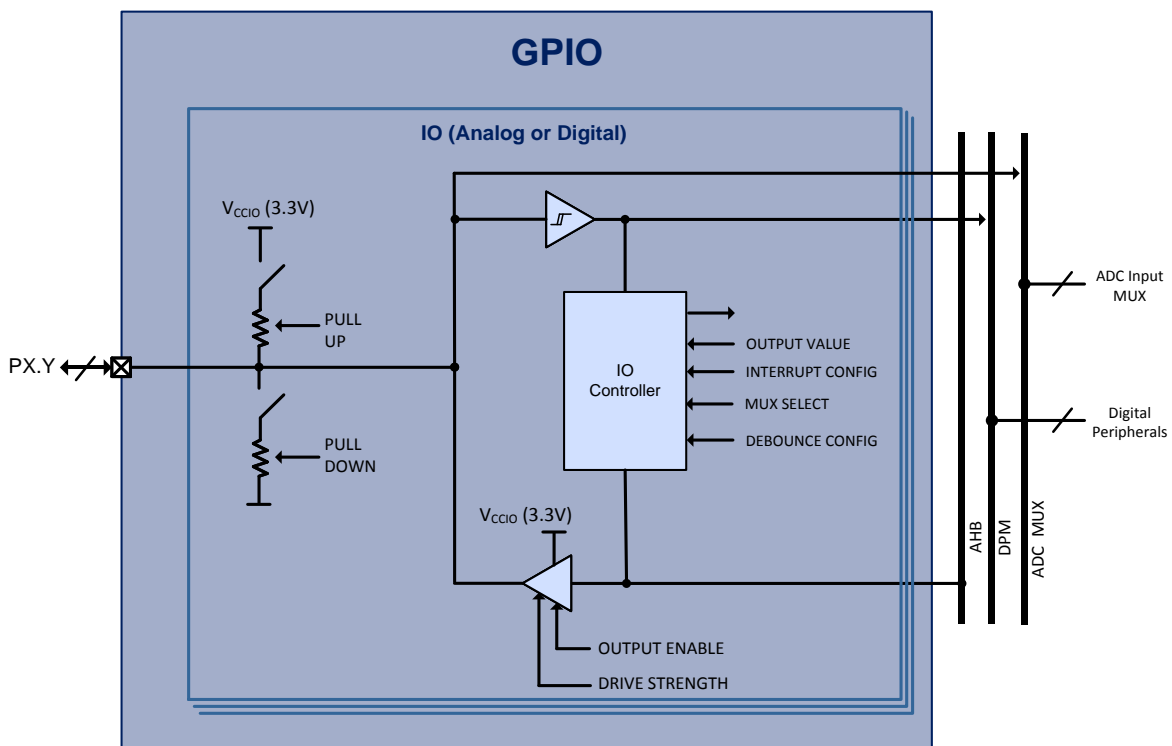 GPIO
IO (Analog or Digital)
VCCIO (3.3V)
PULL
UP
PX.Y
PULL
DOWN
IO
Controller
OUTPUT VALUE
INTERRUPT CONFIG
MUX SELECT
DEBOUNCE CONFIG
VCCIO (3.3V)
OUTPUT ENABLE
DRIVE STRENGTH
AHB
DPM
ADC MUX
ADC Input
MUX
Digital
Peripherals